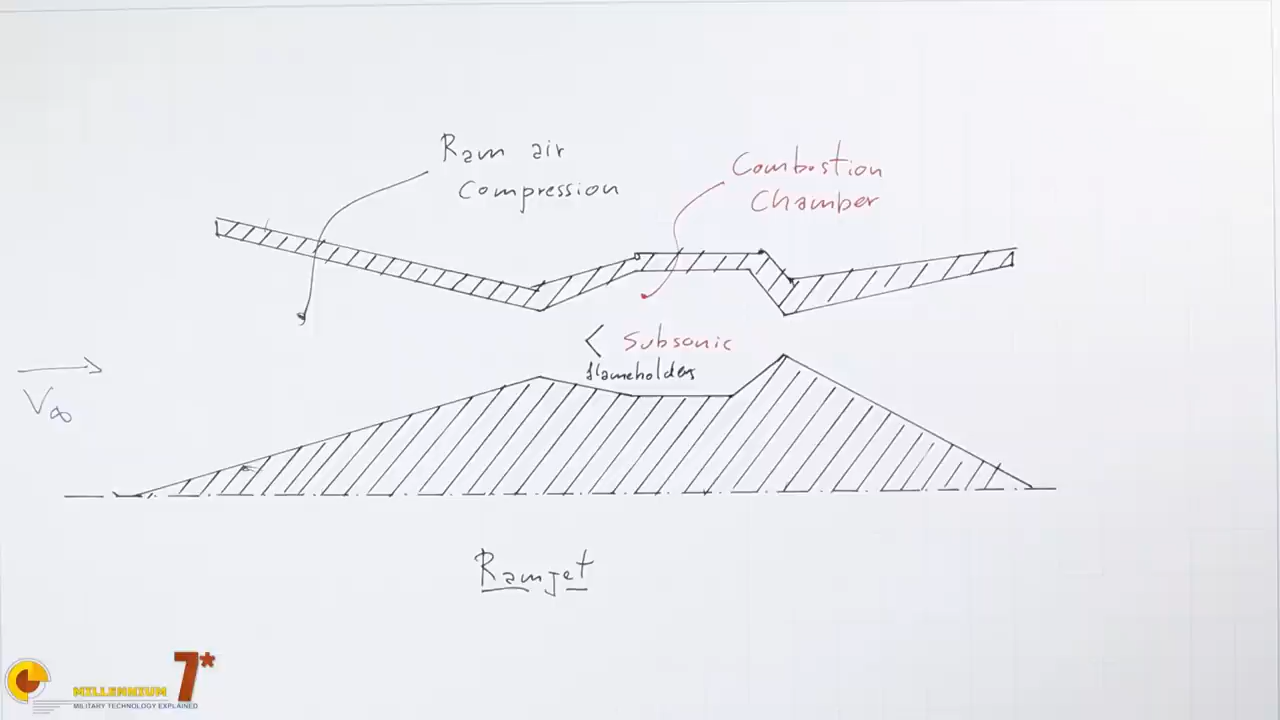 Ram air
Compression
Combustion
Chamber
V∞
< Subsonic
flameholders
Ramjet
7*
MILLENNIUM
MILITARY TECHNOLOGY EXPLAINED